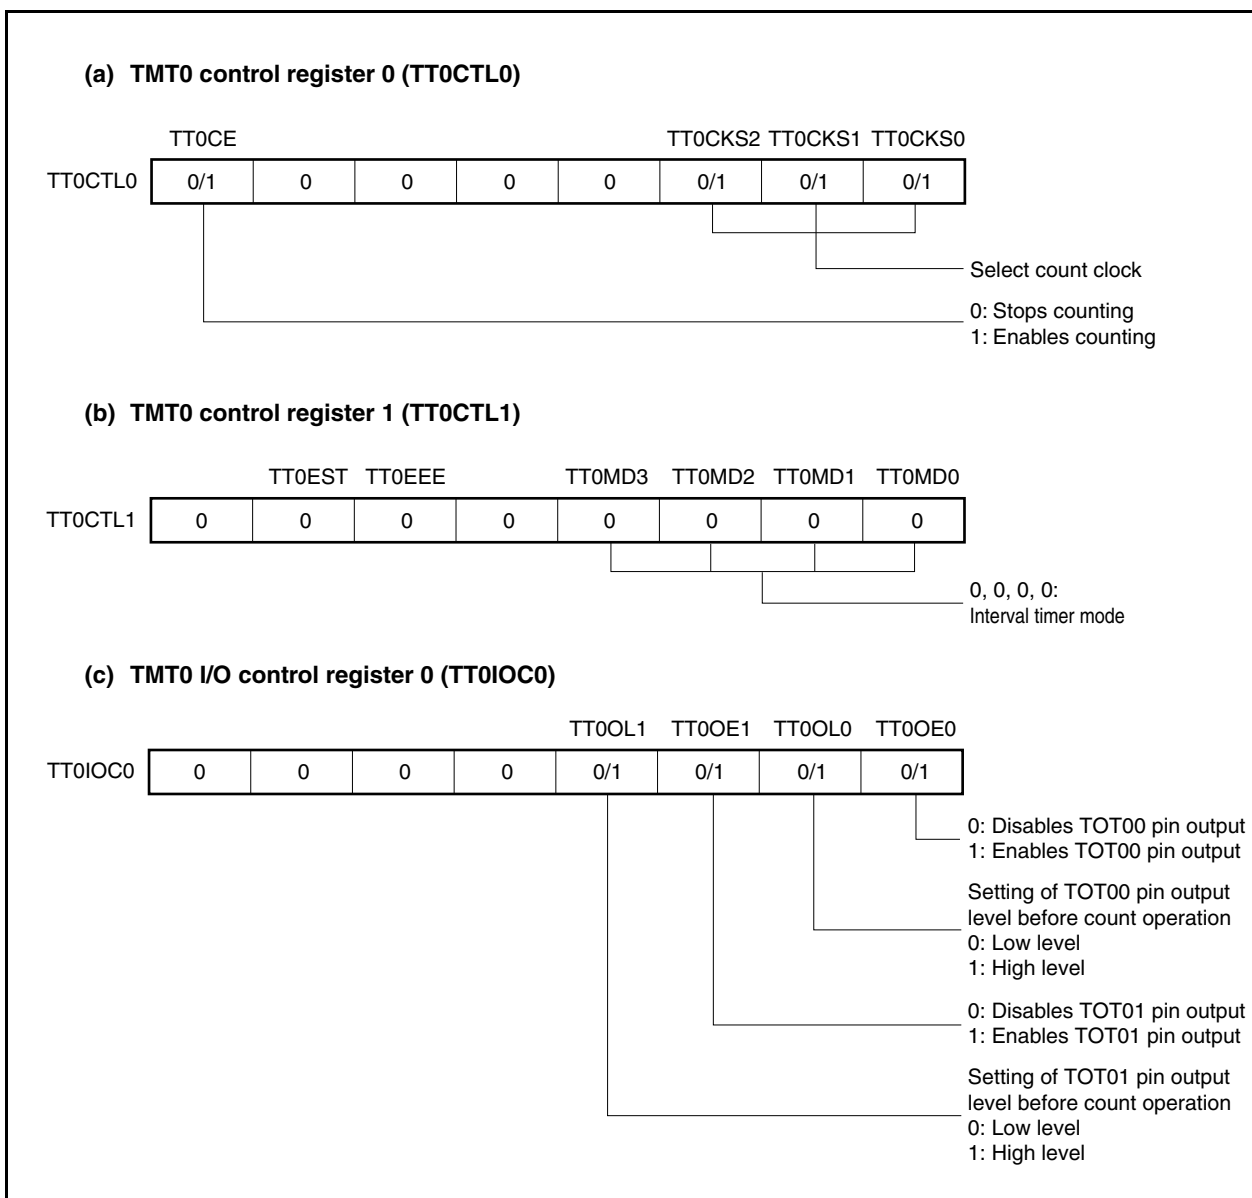 (a) TMT0 control register 0 (TT0CTL0)
TT0CE TT0CKS2 TT0CKS1 TT0CKS0
TT0CTL0 0/1 0 0 0 0 0/1 0/1 0/1
Select count clock
0: Stops counting
1: Enables counting
(b) TMT0 control register 1 (TT0CTL1)
TT0EST TT0EEE TT0MD3 TT0MD2 TT0MD1 TT0MD0
TT0CTL1 0 0 0 0 0 0 0 0
0, 0, 0, 0:
Interval timer mode
(c) TMT0 I/O control register 0 (TT0IOC0)
TT0OL1 TT0OE1 TT0OL0 TT0OE0
TT0IOC0 0 0 0 0 0/1 0/1 0/1 0/1
0: Disables TOT00 pin output
1: Enables TOT00 pin output
Setting of TOT00 pin output
level before count operation
0: Low level
1: High level
0: Disables TOT01 pin output
1: Enables TOT01 pin output
Setting of TOT01 pin output
level before count operation
0: Low level
1: High level